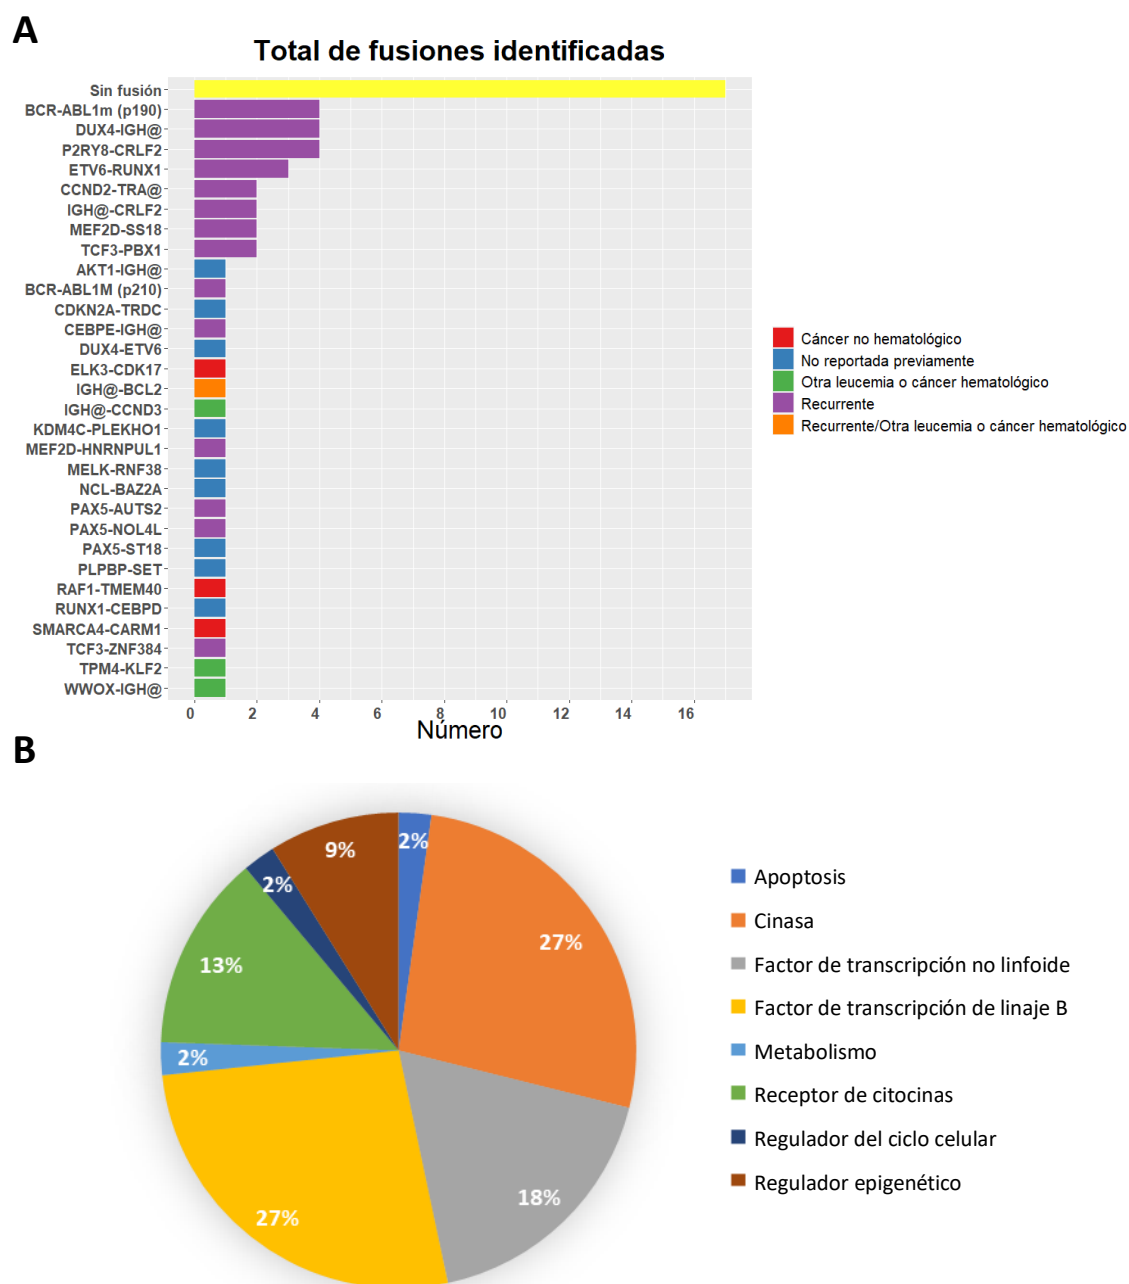 A
Total de fusiones identificadas
Sin fusión
BCR-ABL1m (p190)
DUX4-IGH@
P2RY8-CRLF2
ETV6-RUNX1
CCND2-TRA@
IGH@-CRLF2
MEF2D-SS18
TCF3-PBX1
AKT1-IGH@
BCR-ABL1M (p210)
CDKN2A-TRDC
CEBPE-IGH@
DUX4-ETV6
ELK3-CDK17
IGH@-BCL2
IGH@-CCND3
KDM4C-PLEKHO1
MEF2D-HNRNPUL1
MELK-RNF38
NCL-BAZ2A
PAX5-AUTS2
PAX5-NOL4L
PAX5-ST18
PLPBP-SET
RAF1-TMEM40
RUNX1-CEBPD
SMARCA4-CARM1
TCF3-ZNF384
TPM4-KLF2
WWOX-IGH@
0 2 4 6 8 10 12 14 16
Número
Cáncer no hematológico
No reportada previamente
Otra leucemia o cáncer hematológico
Recurrente
Recurrente/Otra leucemia o cáncer hematológico
B
2%
27%
18%
27%
2%
13%
2%
9%
Apoptosis
Cinasa
Factor de transcripción no linfoide
Factor de transcripción de linaje B
Metabolismo
Receptor de citocinas
Regulador del ciclo celular
Regulador epigenético